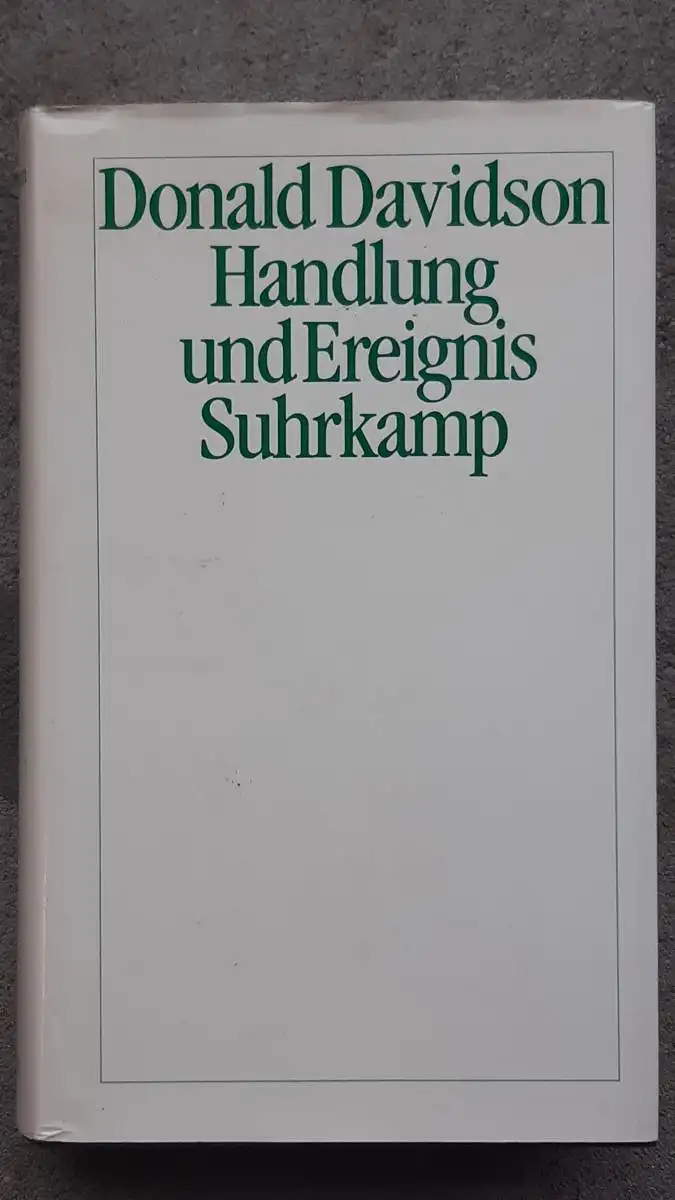 Donald Davidson
Handlung
und Ereignis
Suhrkamp